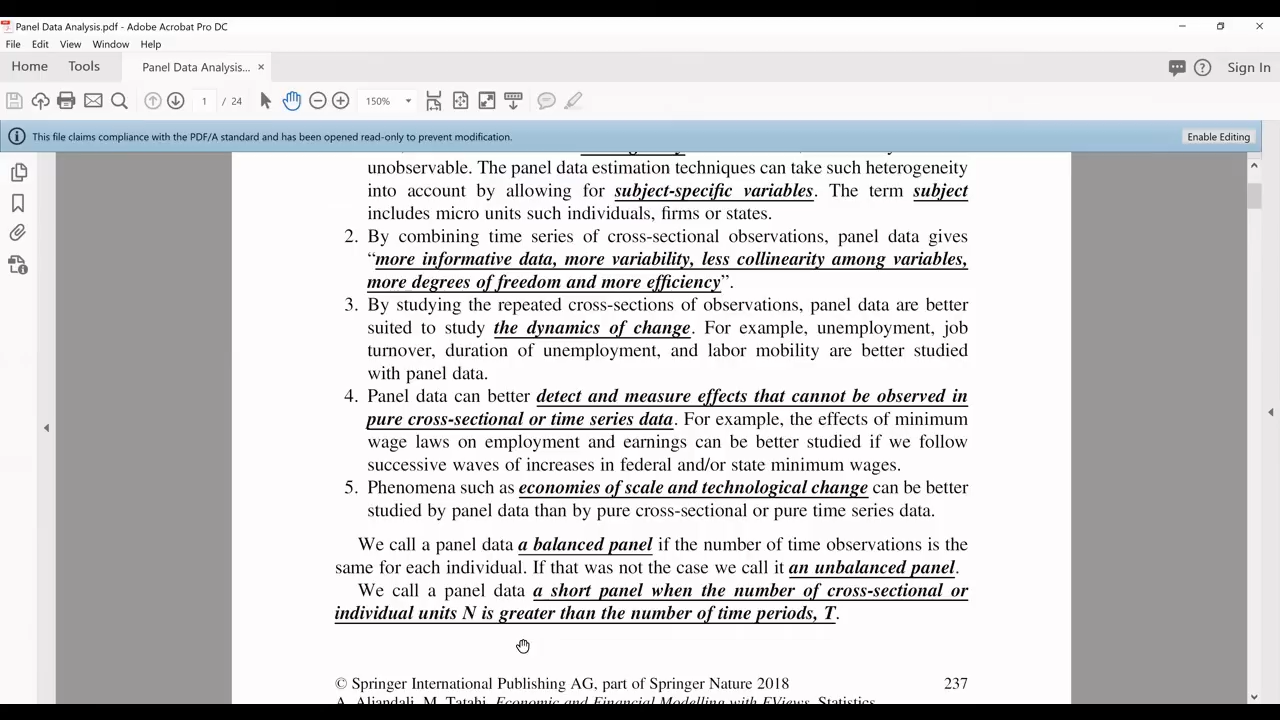 Panel Data Analysis.pdf - Adobe Acrobat Pro DC
File Edit View Window Help
Home Tools Panel Data Analysis... × Sign In
1 / 24 150%
This file claims compliance with the PDF/A standard and has been opened read-only to prevent modification. Enable Editing
unobservable. The panel data estimation techniques can take such heterogeneity
into account by allowing for subject-specific variables. The term subject
includes micro units such individuals, firms or states.
2. By combining time series of cross-sectional observations, panel data gives
“more informative data, more variability, less collinearity among variables,
more degrees of freedom and more efficiency”.
3. By studying the repeated cross-sections of observations, panel data are better
suited to study the dynamics of change. For example, unemployment, job
turnover, duration of unemployment, and labor mobility are better studied
with panel data.
4. Panel data can better detect and measure effects that cannot be observed in
pure cross-sectional or time series data. For example, the effects of minimum
wage laws on employment and earnings can be better studied if we follow
successive waves of increases in federal and/or state minimum wages.
5. Phenomena such as economies of scale and technological change can be better
studied by panel data than by pure cross-sectional or pure time series data.
We call a panel data a balanced panel if the number of time observations is the
same for each individual. If that was not the case we call it an unbalanced panel.
We call a panel data a short panel when the number of cross-sectional or
individual units N is greater than the number of time periods, T.
© Springer International Publishing AG, part of Springer Nature 2018 237
A. Aljandali, M. Tatahi, Economic and Financial Modelling with EViews, Statistics